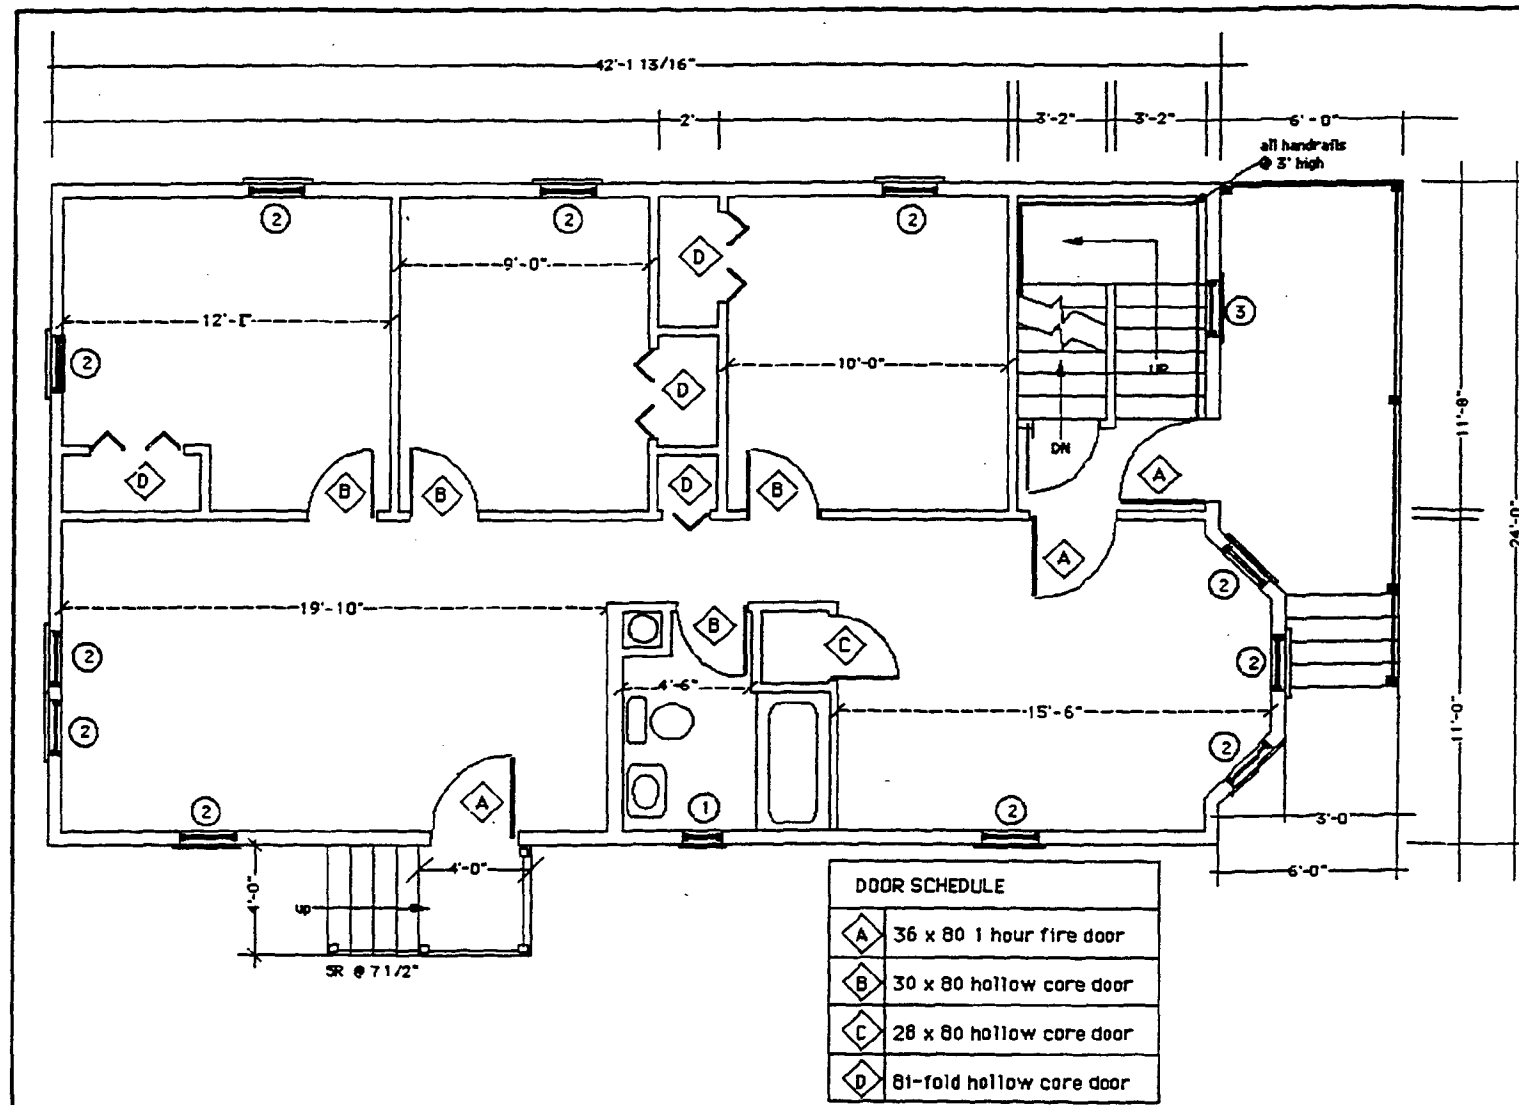 42'-1 13/16"
2'
3'-2"
3'-2"
6'-0"
all handrails
@ 3' high
2
2
2
D
9'-0"
12'-
3
2
10'-0"
UP
D
11'-8"
DN
D
B
B
D
B
A
24'-0"
A
2
19'-10"
B
C
2
2
4'-6"
15'-6"
11'-0"
2
2
A
2
1
2
3'-0
4'-0"
4'-0"
6'-0"
up
5R @ 7 1/2"
DOOR SCHEDULE
A 36 x 80 1 hour fire door
B 30 x 80 hollow core door
C 28 x 80 hollow core door
D Bi-fold hollow core door